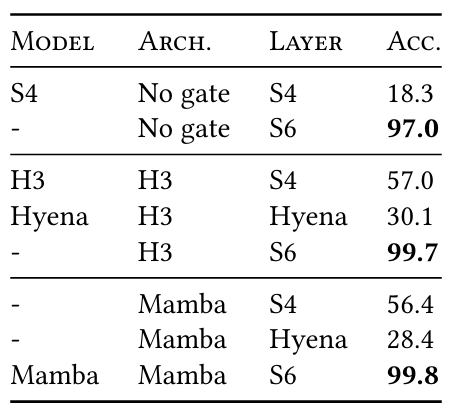 MODEL ARCH. LAYER ACC.
S4 No gate S4 18.3
- No gate S6 97.0
H3 H3 S4 57.0
Hyena H3 Hyena 30.1
- H3 S6 99.7
- Mamba S4 56.4
- Mamba Hyena 28.4
Mamba Mamba S6 99.8